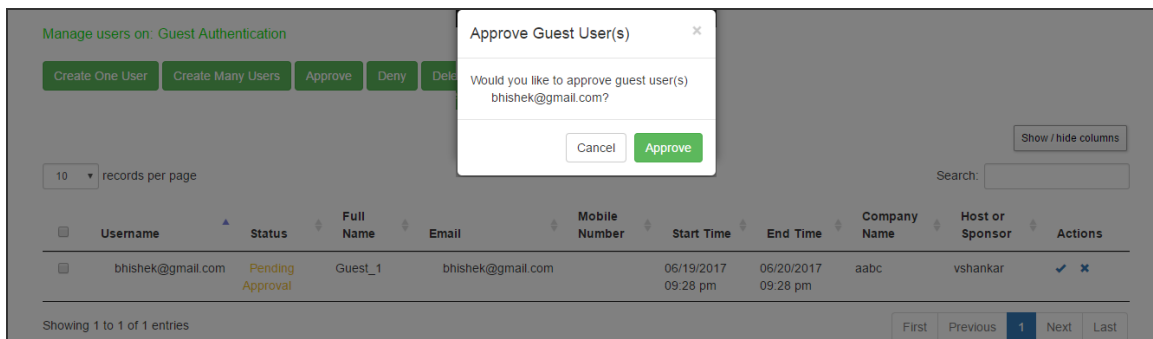 Manage users on: Guest Authentication
Approve Guest User(s) ×
Create One User Create Many Users Approve Deny Dele
Would you like to approve guest user(s)
bhishek@gmail.com?
Cancel Approve
Show / hide columns
10 records per page Search:
Username Status Full Name Email Mobile Number Start Time End Time Company Name Host or Sponsor Actions
bhishek@gmail.com Pending Approval Guest_1 bhishek@gmail.com 06/19/2017 09:28 pm 06/20/2017 09:28 pm aabc vshankar
Showing 1 to 1 of 1 entries First Previous 1 Next Last